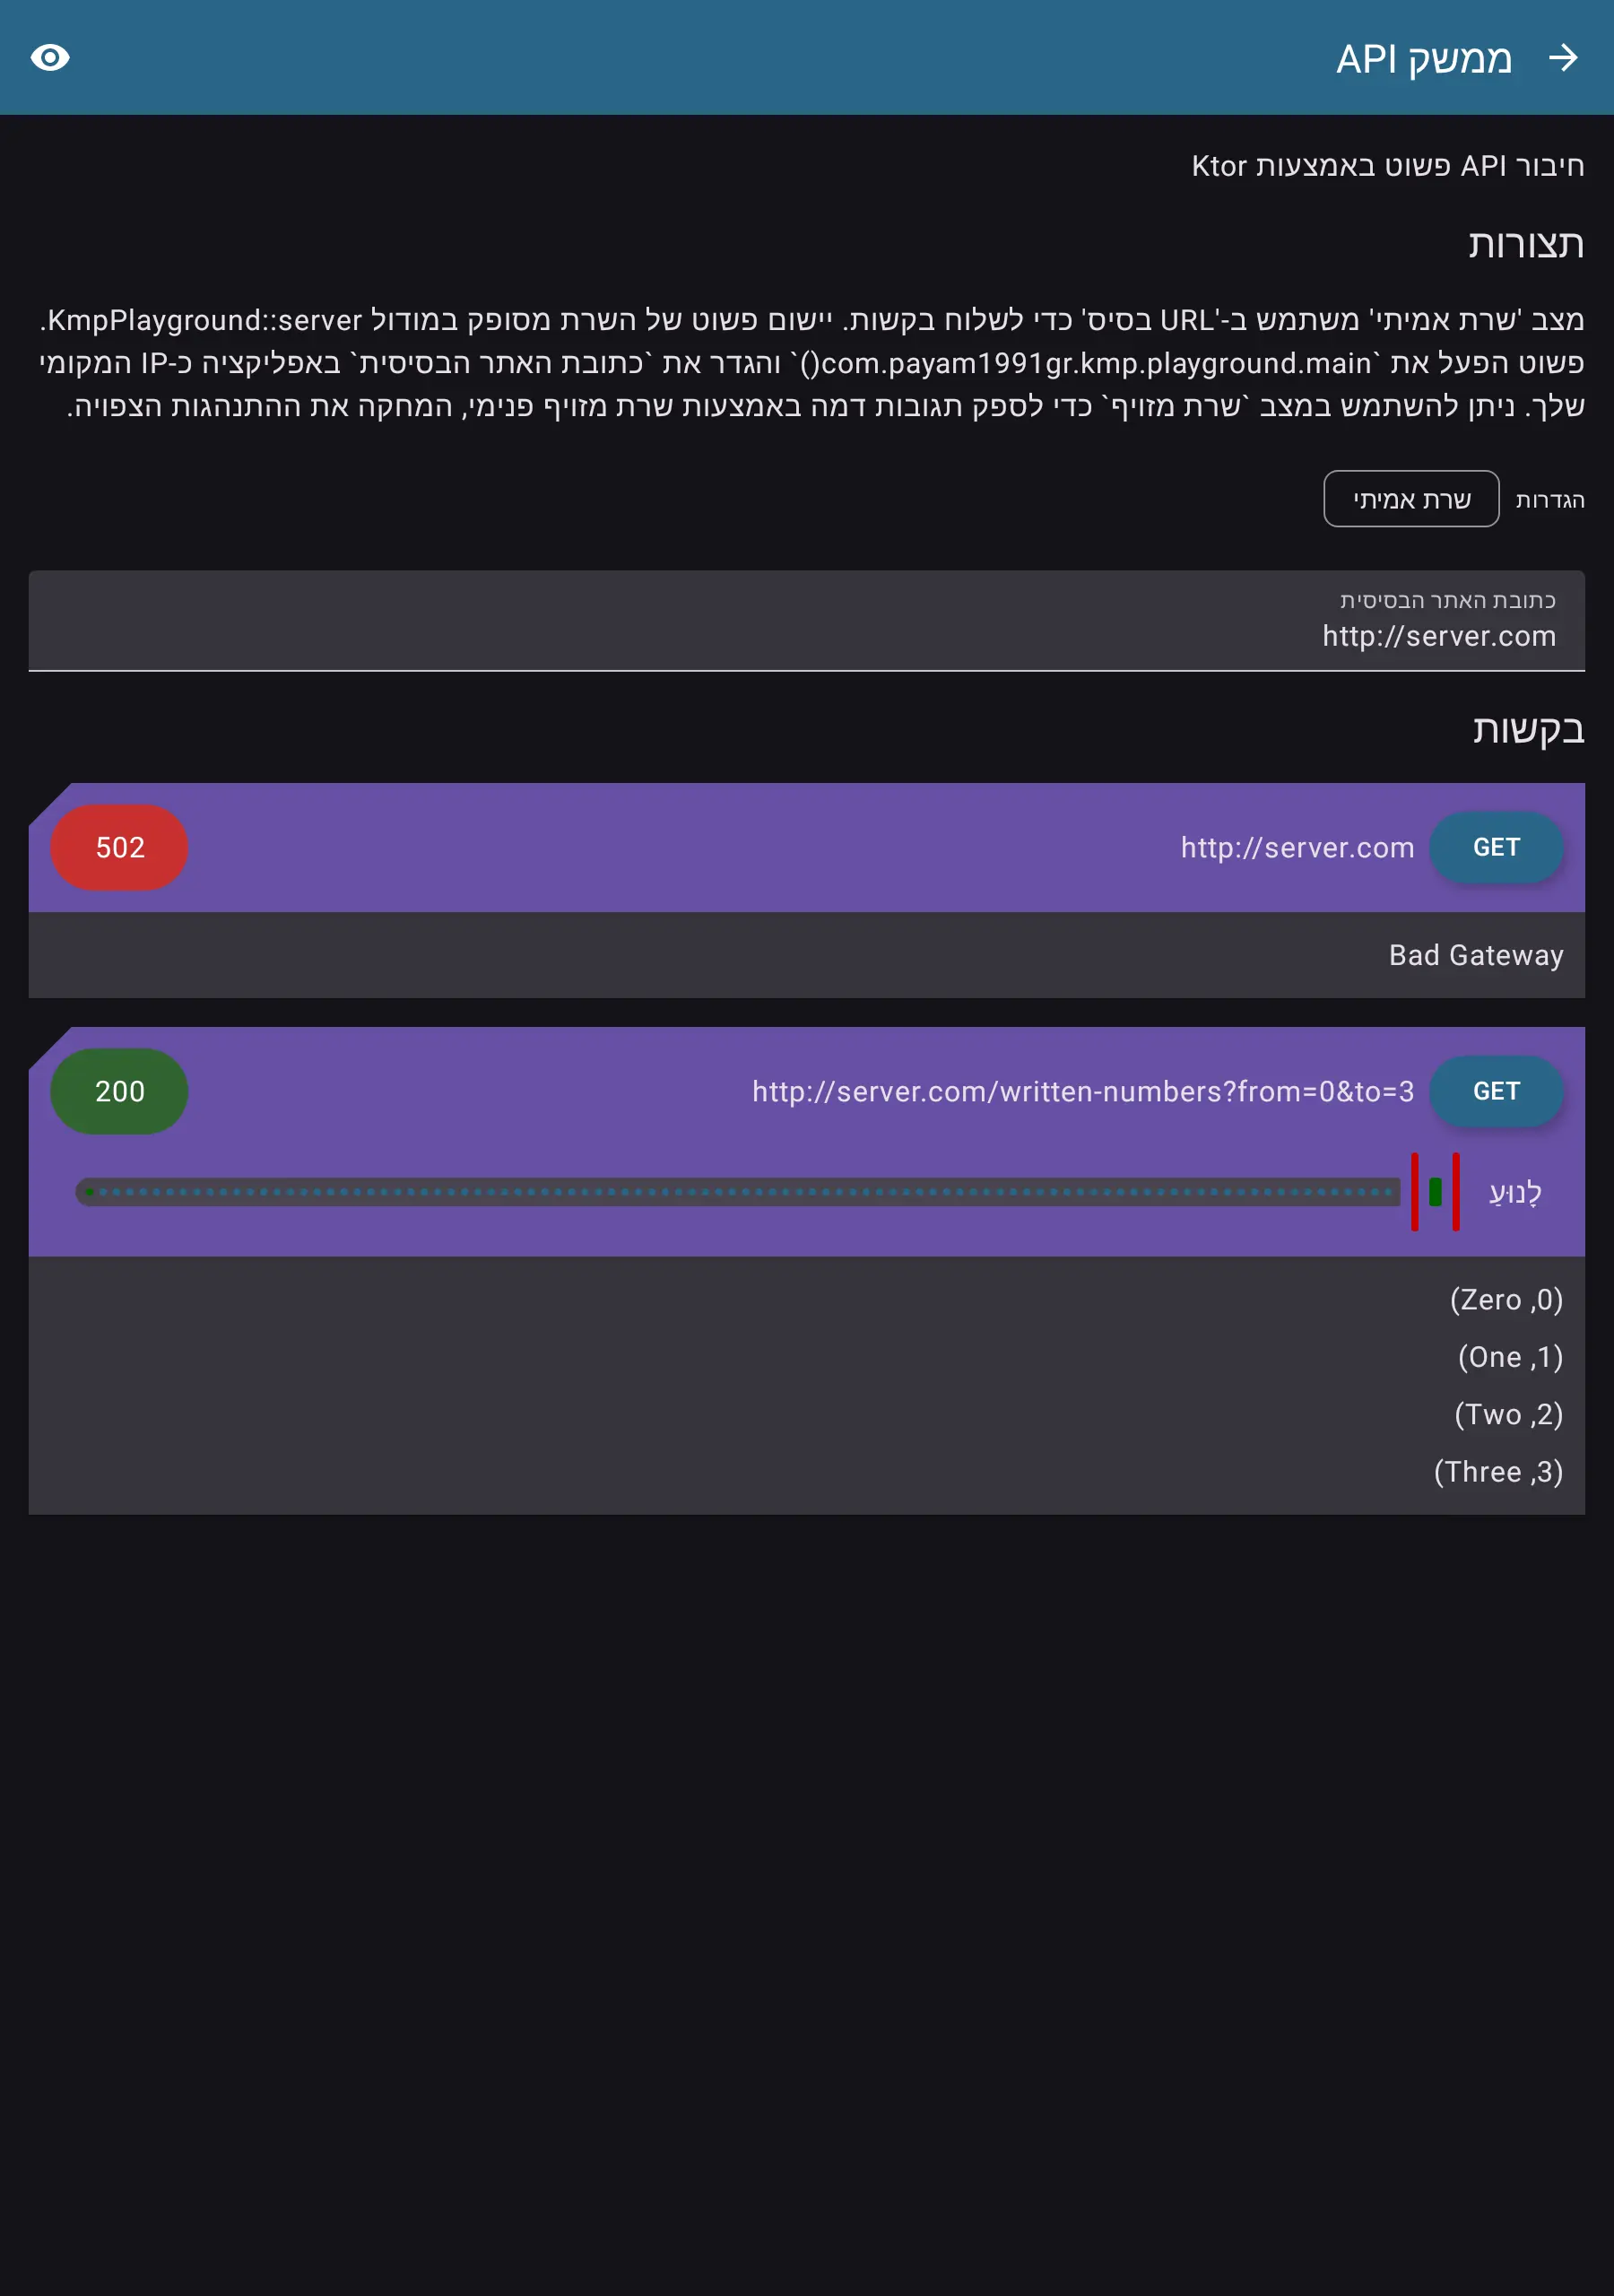 ממשק API
חיבור API פשוט באמצעות Ktor
תצורות
מצב 'שרת אמיתי' משתמש ב-'URL בסיס' כדי לשלוח בקשות. יישום פשוט של השרת מסופק במודול KmpPlayground::server.
פשוט הפעל את `com.payam1991gr.kmp.playground.main()` והגדר את `כתובת האתר הבסיסית` באפליקציה כ-IP המקומי
שלך. ניתן להשתמש במצב `שרת מזויף` כדי לספק תגובות דמה באמצעות שרת מזויף פנימי, המחקה את ההתנהגות הצפויה.
הגדרות שרת אמיתי
כתובת האתר הבסיסית
http://server.com
בקשות
GET http://server.com 502
Bad Gateway
GET http://server.com/written-numbers?from=0&to=3 200
לָנוּעַ
(0, Zero)
(1, One)
(2, Two)
(3, Three)